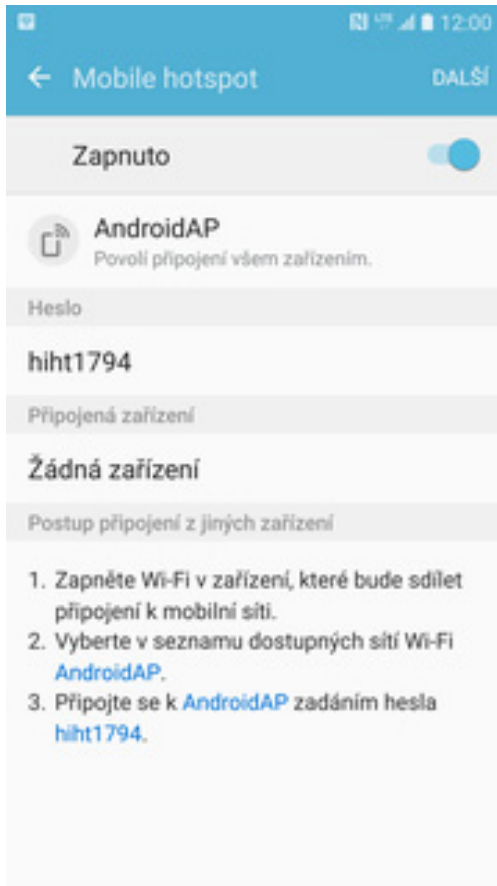 12:00
Mobile hotspot
DALŠÍ
Zapnuto
AndroidAP
Povolí připojení všem zařízením.
Heslo
hiht1794
Připojená zařízení
Žádná zařízení
Postup připojení z jiných zařízení
1. Zapněte Wi-Fi v zařízení, které bude sdílet
připojení k mobilní síti.
2. Vyberte v seznamu dostupných sítí Wi-Fi
AndroidAP.
3. Připojte se k AndroidAP zadáním hesla
hiht1794.